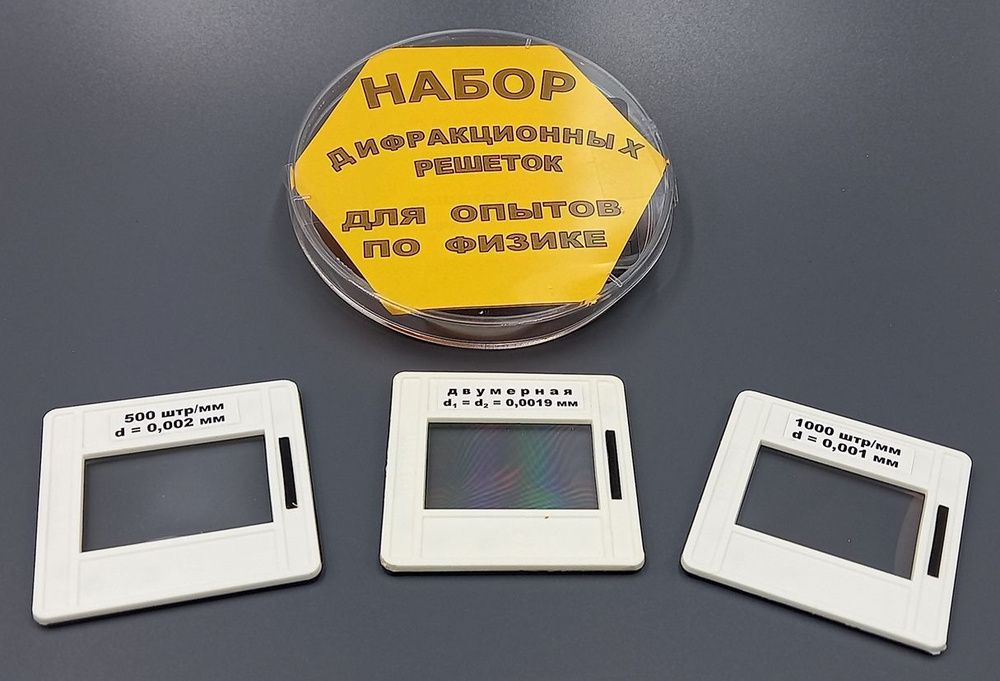 НАБОР
ДИФРАКЦИОННЫХ
РЕШЕТОК
ДЛЯ ОПЫТОВ
ПО ФИЗИКЕ
500 штр/мм
d = 0,002 мм
двумерная
d₁ = d₂ = 0,0019 мм
1000 штр/мм
d = 0,001 мм